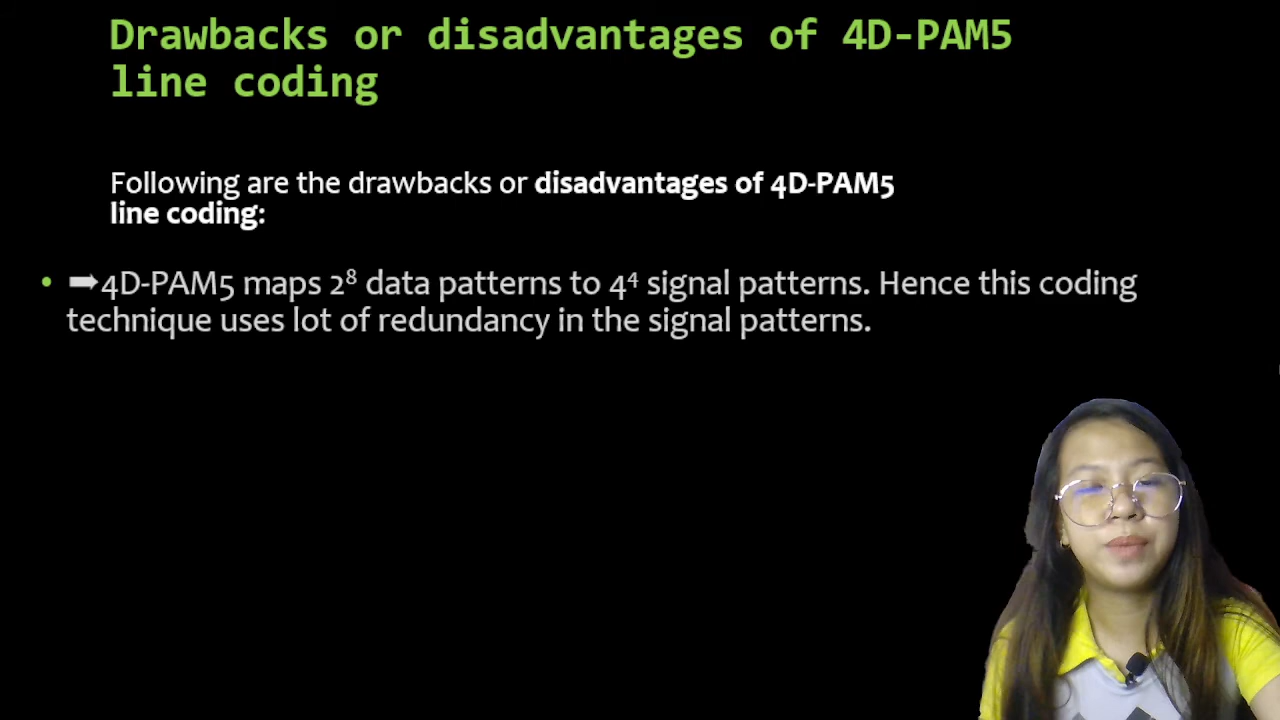 Drawbacks or disadvantages of 4D-PAM5
line coding
Following are the drawbacks or disadvantages of 4D-PAM5
line coding:
• ➡4D-PAM5 maps 2⁸ data patterns to 4⁴ signal patterns. Hence this coding
technique uses lot of redundancy in the signal patterns.